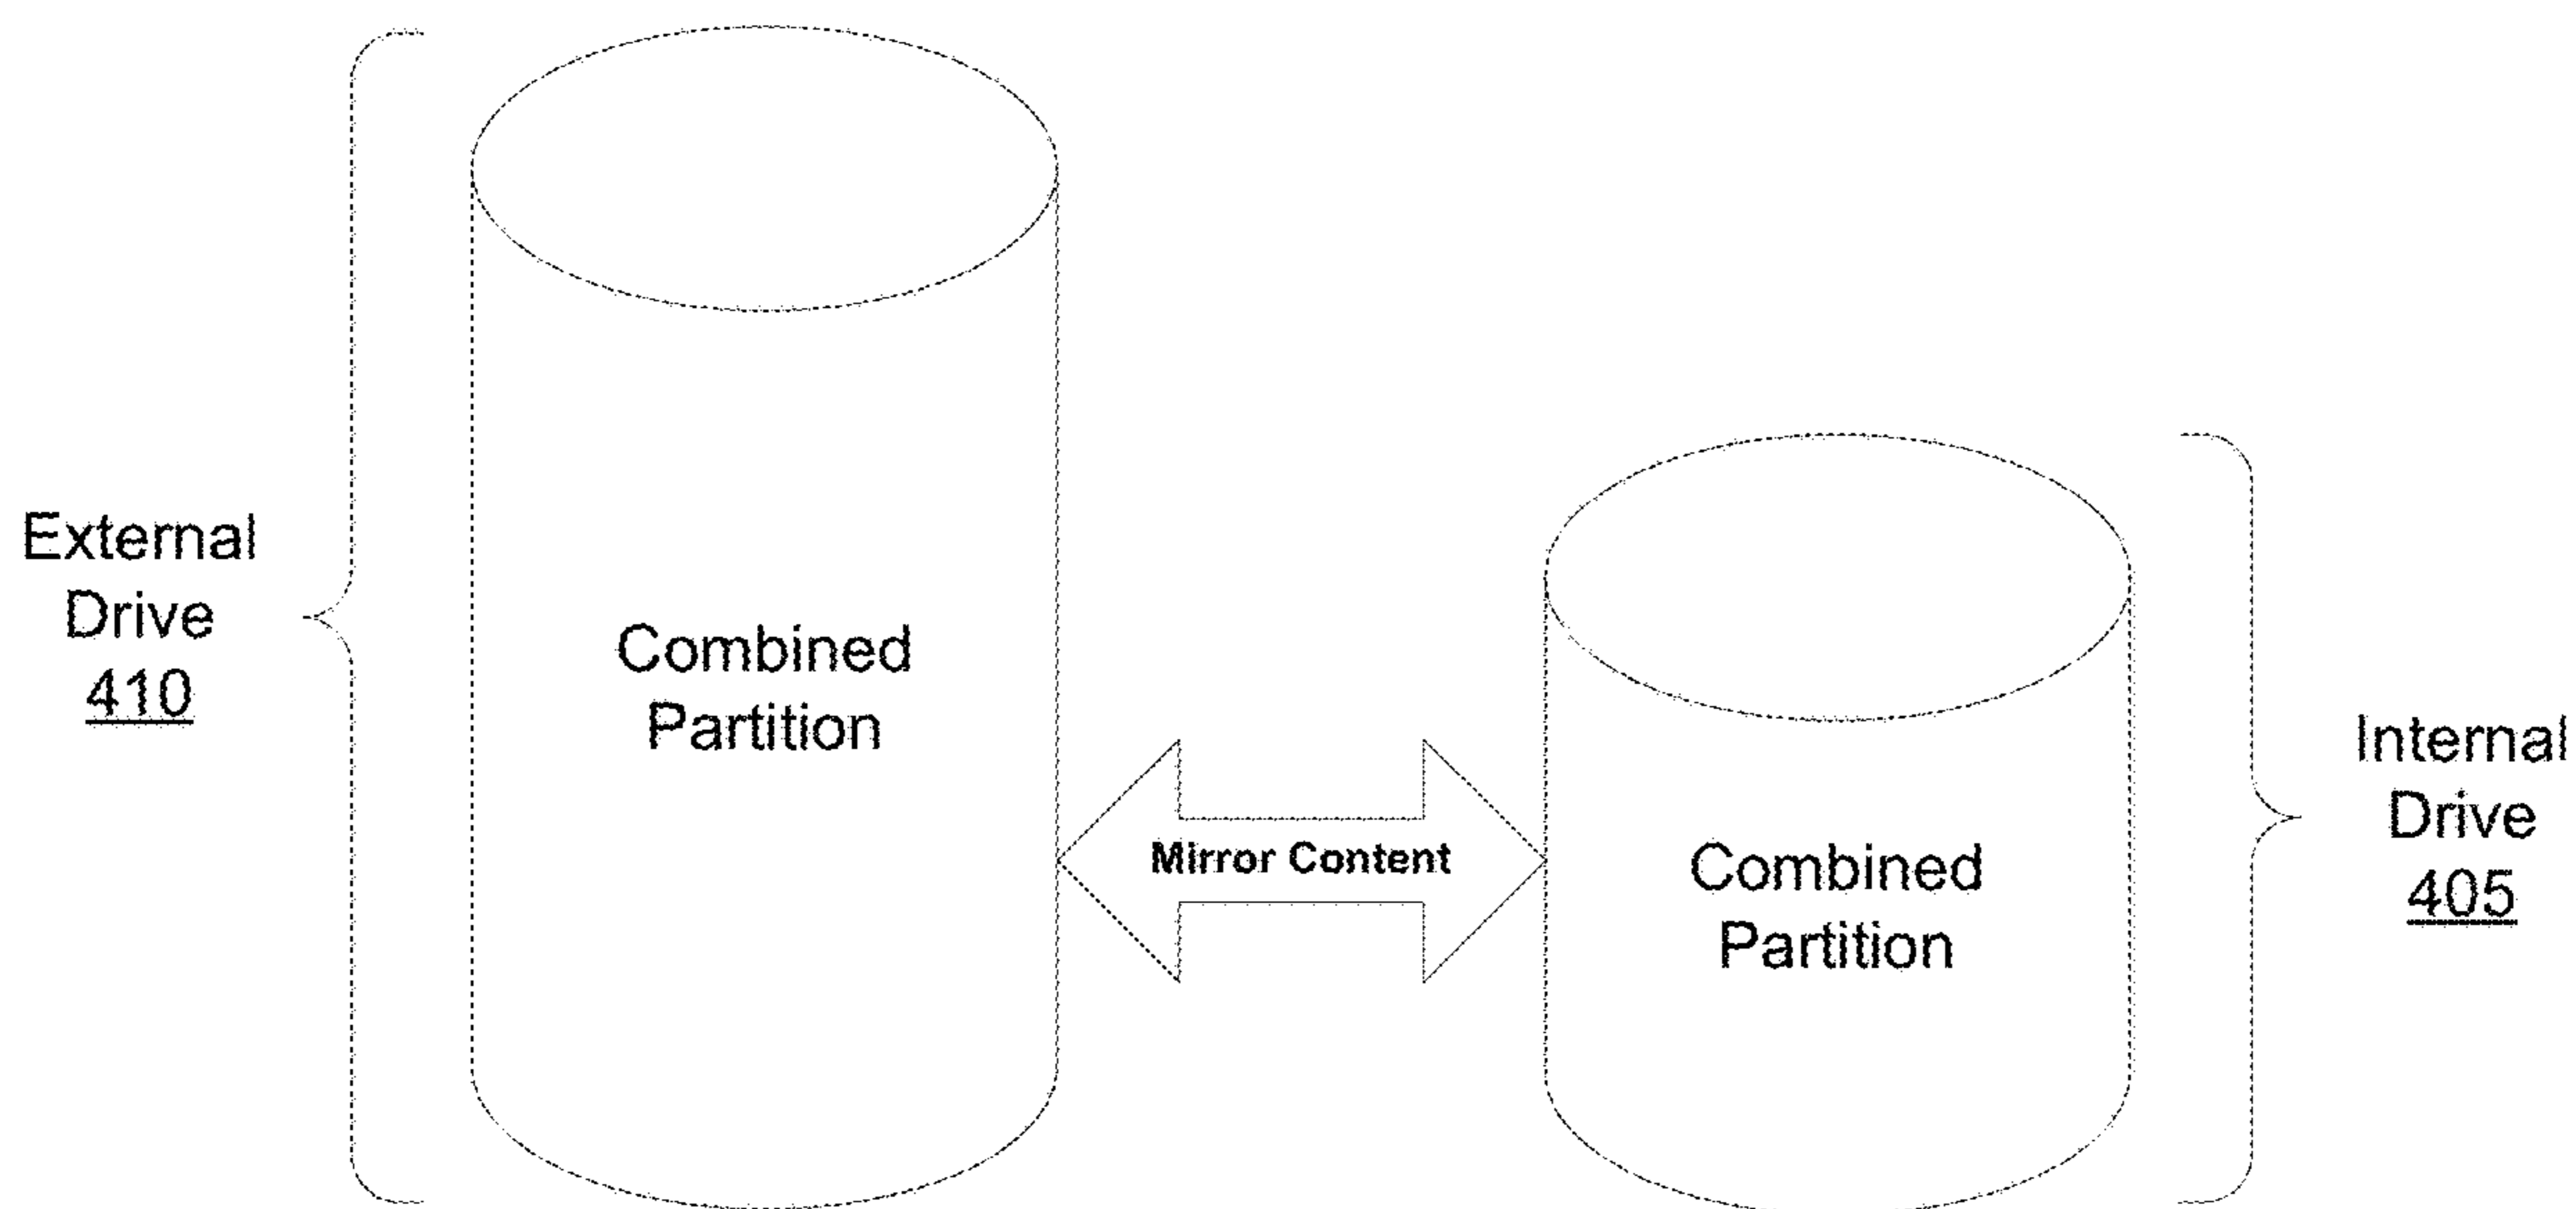 External
Drive
410
Combined
Partition
Mirror Content
Combined
Partition
Internal
Drive
405